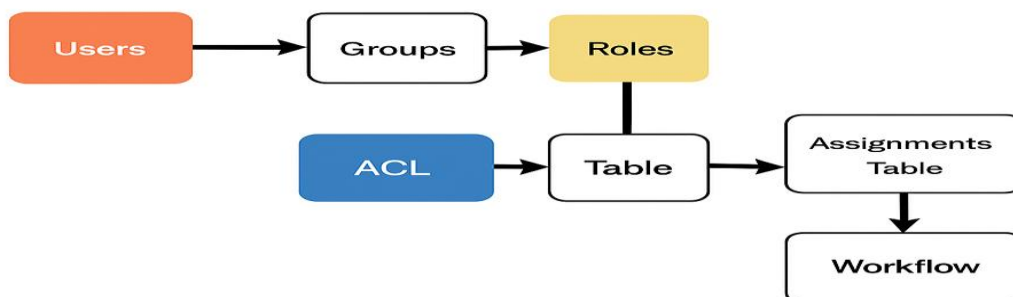 Users
Groups
Roles
ACL
Table
Assignments
Table
Workflow